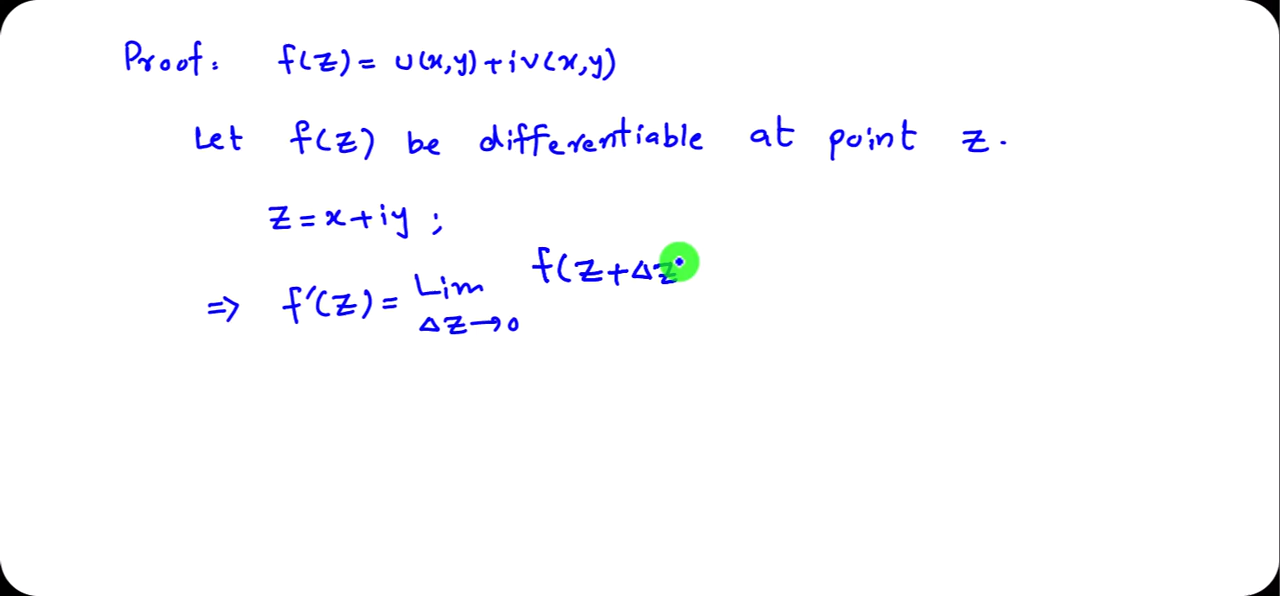 Proof: f(z) = u(x,y) + iv(x,y)
Let f(z) be differentiable at point z.
z = x + iy ;
f(z+Δz
⇒ f'(z) = Lim
Δz→0